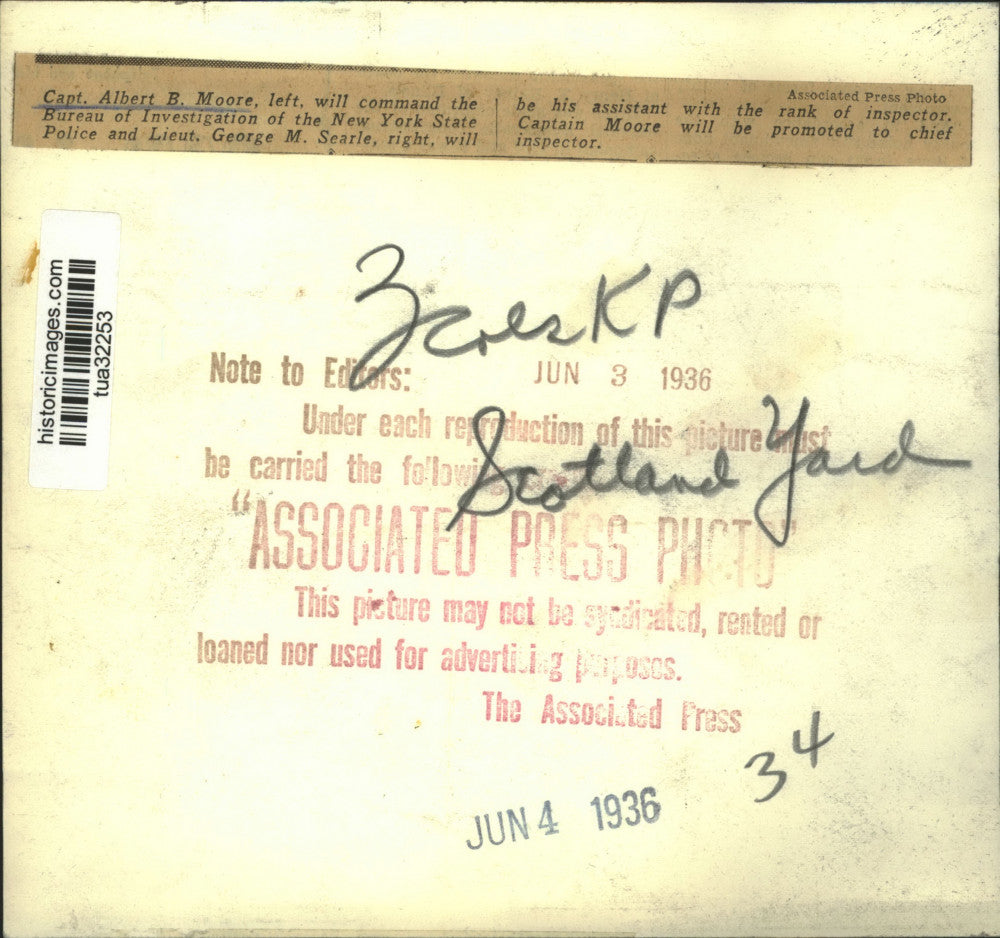 Associated Press Photo
Capt. Albert B. Moore, left, will command the
Bureau of Investigation of the New York State
Police and Lieut. George M. Searle, right, will
be his assistant with the rank of inspector.
Captain Moore will be promoted to chief
inspector.
historicimages.com
tua32253
3 cols KP
JUN 3 1936
Note to Editors:
Under each reproduction of this picture must
be carried the following
Scotland Yard
"ASSOCIATED PRESS PHOTO"
This picture may not be syndicated, rented or
loaned nor used for advertising purposes.
The Associated Press
34
JUN 4 1936